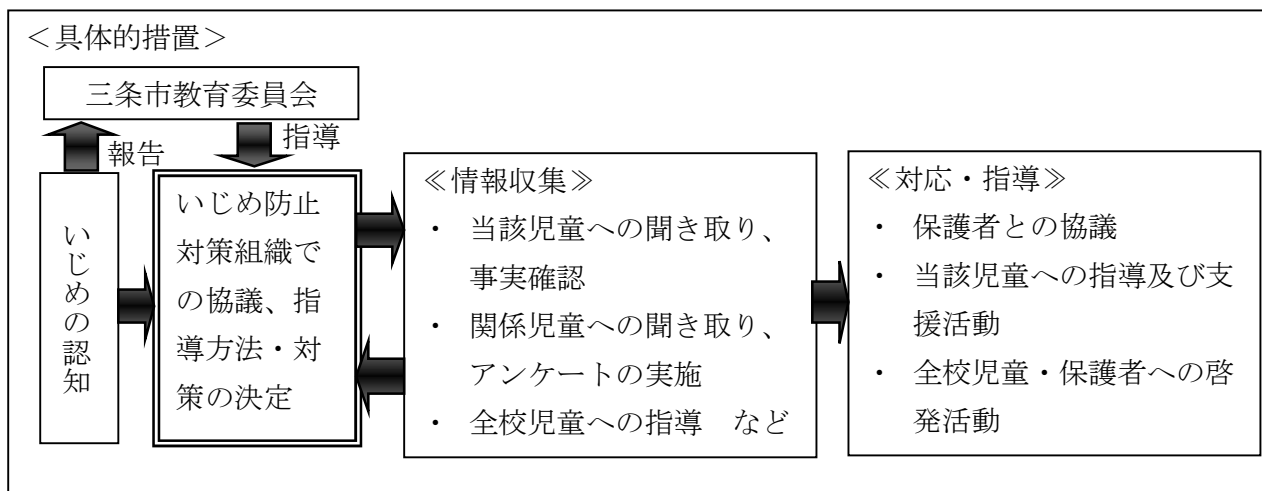 ＜具体的措置＞
三条市教育委員会
報告
指導
いじめの認知
いじめ防止
対策組織で
の協議、指
導方法・対
策の決定
≪情報収集≫
・ 当該児童への聞き取り、
事実確認
・ 関係児童への聞き取り、
アンケートの実施
・ 全校児童への指導　など
≪対応・指導≫
・ 保護者との協議
・ 当該児童への指導及び支
援活動
・ 全校児童・保護者への啓
発活動